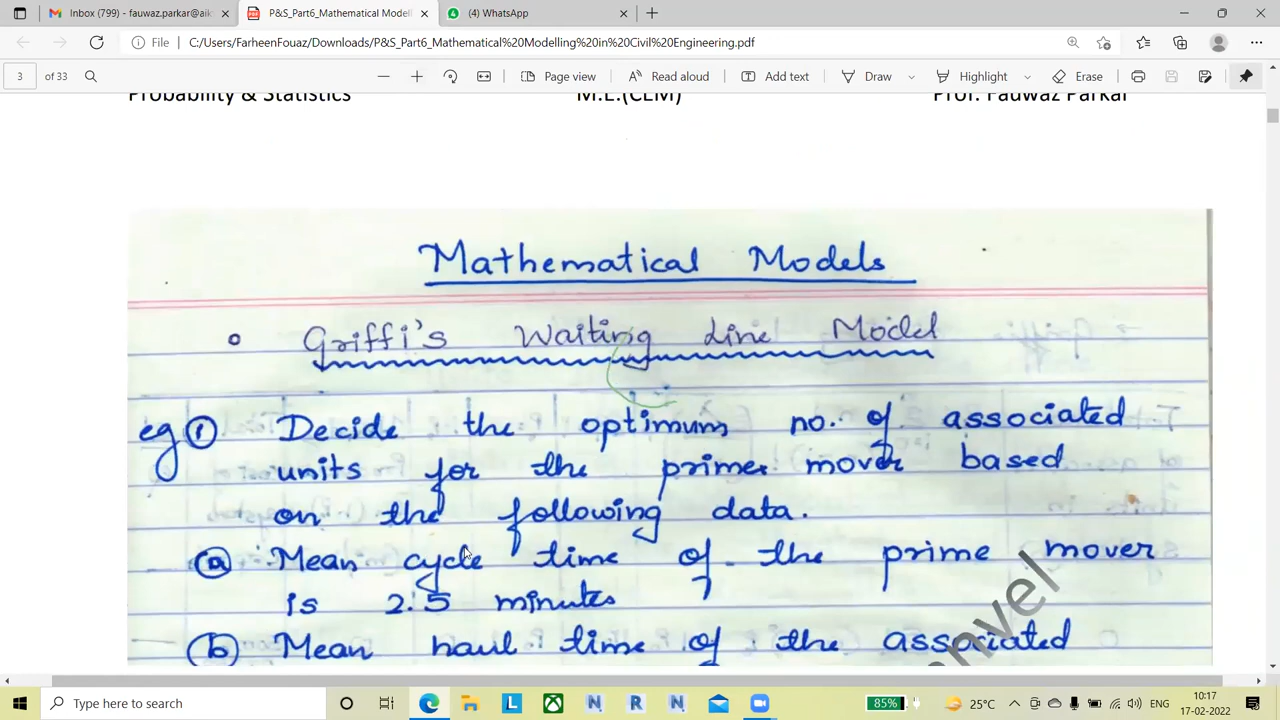 Inbox (799) - fauwaz.parkar@aik
P&S_Part6_Mathematical Modell
(4) WhatsApp
File
C:/Users/FarheenFouaz/Downloads/P&S_Part6_Mathematical%20Modelling%20in%20Civil%20Engineering.pdf
3 of 33
Page view
Read aloud
Add text
Draw
Highlight
Erase
Probability & Statistics M.E.(CEM) Prof. Fauwaz Parkar
Mathematical Models
Griffi's Waiting Line Model
eg ① Decide the optimum no. of associated
units for the prime mover based
on the following data.
ⓐ Mean cycle time of the prime mover
is 2.5 minutes
ⓑ Mean haul time of the associated
nvel
Type here to search
85%
25°C
ENG
10:17
17-02-2022